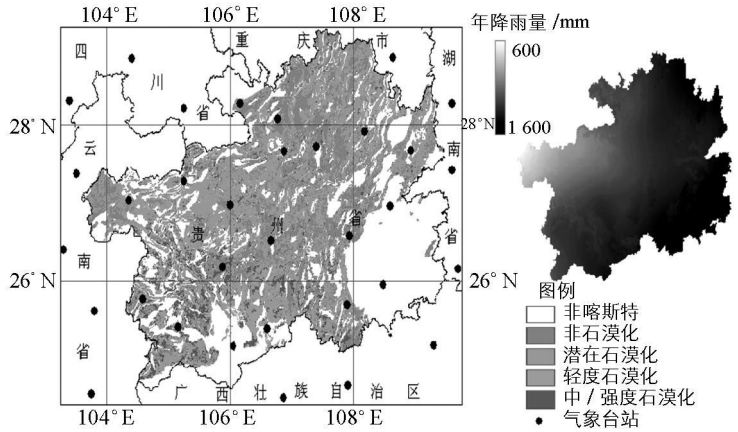 104° E 106° E 108° E
年降雨量 /mm
600
1 600
四 川 省
重 庆 市
湖 南 省
28° N
28°N
云 南 省
贵 州 省
26° N
26° N
广 西 壮 族 自 治 区
104° E 106° E 108° E
图例
非喀斯特
非石漠化
潜在石漠化
轻度石漠化
中 / 强度石漠化
气象台站